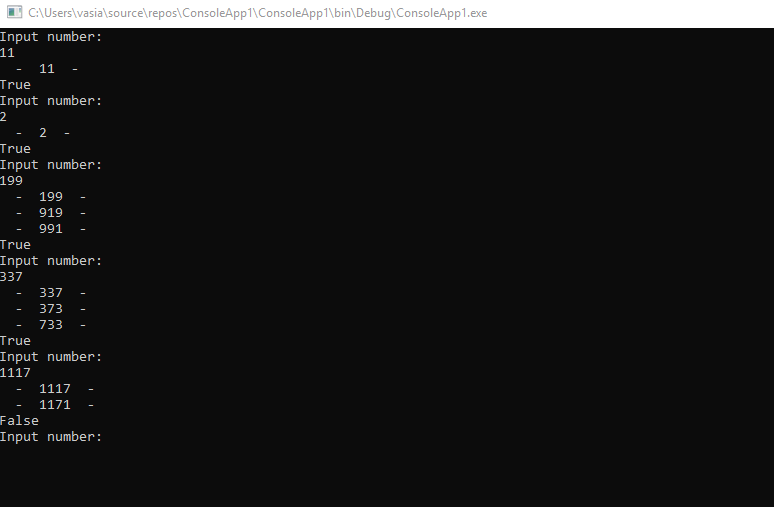 C:\Users\vasia\source\repos\ConsoleApp1\ConsoleApp1\bin\Debug\ConsoleApp1.exe
Input number:
11
  -  11  -
True
Input number:
2
  -  2  -
True
Input number:
199
  -  199  -
  -  919  -
  -  991  -
True
Input number:
337
  -  337  -
  -  373  -
  -  733  -
True
Input number:
1117
  -  1117  -
  -  1171  -
False
Input number: